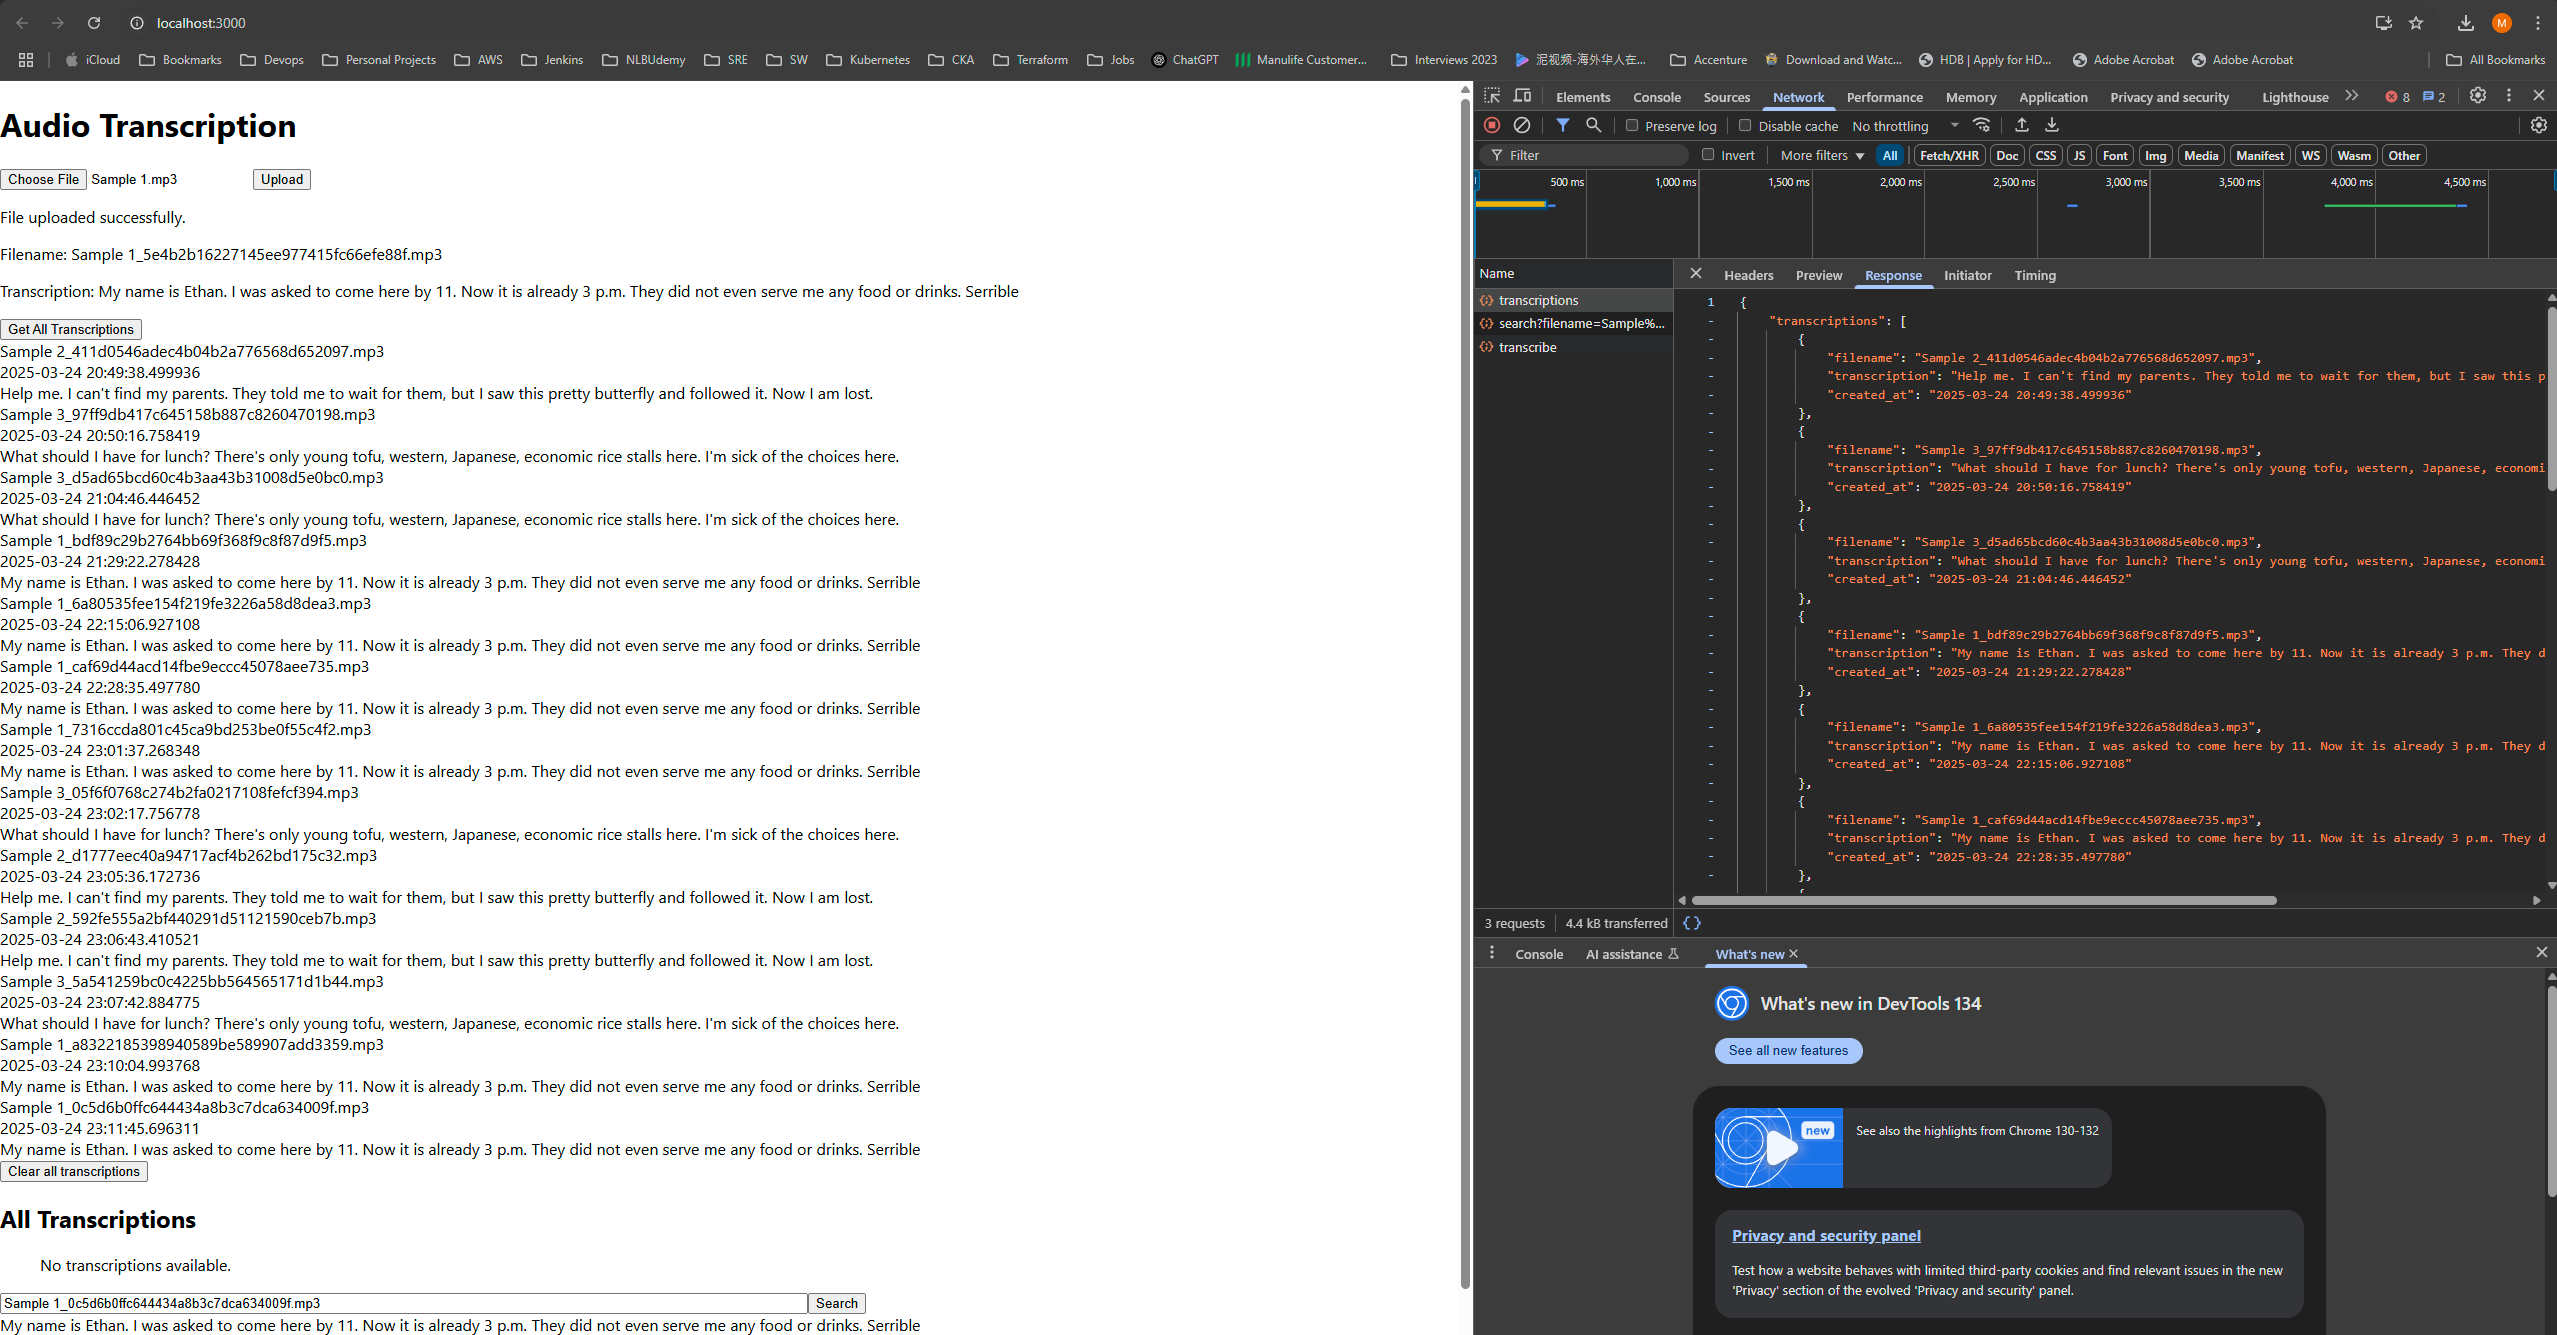 localhost:3000
iCloud Bookmarks Devops Personal Projects AWS Jenkins NLBUdemy SRE SW Kubernetes CKA Terraform Jobs ChatGPT Manulife Customer... Interviews 2023 泥视频-海外华人在... Accenture Download and Watc... HDB | Apply for HD... Adobe Acrobat Adobe Acrobat All Bookmarks
Audio Transcription
Choose File Sample 1.mp3 Upload
File uploaded successfully.
Filename: Sample 1_5e4b2b16227145ee977415fc66efe88f.mp3
Transcription: My name is Ethan. I was asked to come here by 11. Now it is already 3 p.m. They did not even serve me any food or drinks. Serrible
Get All Transcriptions
Sample 2_411d0546adec4b04b2a776568d652097.mp3
2025-03-24 20:49:38.499936
Help me. I can't find my parents. They told me to wait for them, but I saw this pretty butterfly and followed it. Now I am lost.
Sample 3_97ff9db417c645158b887c8260470198.mp3
2025-03-24 20:50:16.758419
What should I have for lunch? There's only young tofu, western, Japanese, economic rice stalls here. I'm sick of the choices here.
Sample 3_d5ad65bcd60c4b3aa43b31008d5e0bc0.mp3
2025-03-24 21:04:46.446452
What should I have for lunch? There's only young tofu, western, Japanese, economic rice stalls here. I'm sick of the choices here.
Sample 1_bdf89c29b2764bb69f368f9c8f87d9f5.mp3
2025-03-24 21:29:22.278428
My name is Ethan. I was asked to come here by 11. Now it is already 3 p.m. They did not even serve me any food or drinks. Serrible
Sample 1_6a80535fee154f219fe3226a58d8dea3.mp3
2025-03-24 22:15:06.927108
My name is Ethan. I was asked to come here by 11. Now it is already 3 p.m. They did not even serve me any food or drinks. Serrible
Sample 1_caf69d44acd14fbe9eccc45078aee735.mp3
2025-03-24 22:28:35.497780
My name is Ethan. I was asked to come here by 11. Now it is already 3 p.m. They did not even serve me any food or drinks. Serrible
Sample 1_7316ccda801c45ca9bd253be0f55c4f2.mp3
2025-03-24 23:01:37.268348
My name is Ethan. I was asked to come here by 11. Now it is already 3 p.m. They did not even serve me any food or drinks. Serrible
Sample 3_05f6f0768c274b2fa0217108fefcf394.mp3
2025-03-24 23:02:17.756778
What should I have for lunch? There's only young tofu, western, Japanese, economic rice stalls here. I'm sick of the choices here.
Sample 2_d1777eec40a94717acf4b262bd175c32.mp3
2025-03-24 23:05:36.172736
Help me. I can't find my parents. They told me to wait for them, but I saw this pretty butterfly and followed it. Now I am lost.
Sample 2_592fe555a2bf440291d51121590ceb7b.mp3
2025-03-24 23:06:43.410521
Help me. I can't find my parents. They told me to wait for them, but I saw this pretty butterfly and followed it. Now I am lost.
Sample 3_5a541259bc0c4225bb564565171d1b44.mp3
2025-03-24 23:07:42.884775
What should I have for lunch? There's only young tofu, western, Japanese, economic rice stalls here. I'm sick of the choices here.
Sample 1_a8322185398940589be589907add3359.mp3
2025-03-24 23:10:04.993768
My name is Ethan. I was asked to come here by 11. Now it is already 3 p.m. They did not even serve me any food or drinks. Serrible
Sample 1_0c5d6b0ffc644434a8b3c7dca634009f.mp3
2025-03-24 23:11:45.696311
My name is Ethan. I was asked to come here by 11. Now it is already 3 p.m. They did not even serve me any food or drinks. Serrible
Clear all transcriptions
All Transcriptions
No transcriptions available.
Sample 1_0c5d6b0ffc644434a8b3c7dca634009f.mp3 Search
My name is Ethan. I was asked to come here by 11. Now it is already 3 p.m. They did not even serve me any food or drinks. Serrible
Elements Console Sources Network Performance Memory Application Privacy and security Lighthouse 8 2
Preserve log Disable cache No throttling
Filter Invert More filters All Fetch/XHR Doc CSS JS Font Img Media Manifest WS Wasm Other
500 ms 1,000 ms 1,500 ms 2,000 ms 2,500 ms 3,000 ms 3,500 ms 4,000 ms 4,500 ms
Name
transcriptions
search?filename=Sample%...
transcribe
Headers Preview Response Initiator Timing
1 {
- "transcriptions": [
- {
- "filename": "Sample 2_411d0546adec4b04b2a776568d652097.mp3",
- "transcription": "Help me. I can't find my parents. They told me to wait for them, but I saw this p
- "created_at": "2025-03-24 20:49:38.499936"
- },
- {
- "filename": "Sample 3_97ff9db417c645158b887c8260470198.mp3",
- "transcription": "What should I have for lunch? There's only young tofu, western, Japanese, economi
- "created_at": "2025-03-24 20:50:16.758419"
- },
- {
- "filename": "Sample 3_d5ad65bcd60c4b3aa43b31008d5e0bc0.mp3",
- "transcription": "What should I have for lunch? There's only young tofu, western, Japanese, economi
- "created_at": "2025-03-24 21:04:46.446452"
- },
- {
- "filename": "Sample 1_bdf89c29b2764bb69f368f9c8f87d9f5.mp3",
- "transcription": "My name is Ethan. I was asked to come here by 11. Now it is already 3 p.m. They d
- "created_at": "2025-03-24 21:29:22.278428"
- },
- {
- "filename": "Sample 1_6a80535fee154f219fe3226a58d8dea3.mp3",
- "transcription": "My name is Ethan. I was asked to come here by 11. Now it is already 3 p.m. They d
- "created_at": "2025-03-24 22:15:06.927108"
- },
- {
- "filename": "Sample 1_caf69d44acd14fbe9eccc45078aee735.mp3",
- "transcription": "My name is Ethan. I was asked to come here by 11. Now it is already 3 p.m. They d
- "created_at": "2025-03-24 22:28:35.497780"
- },
3 requests 4.4 kB transferred {}
Console AI assistance What's new
What's new in DevTools 134
See all new features
new
See also the highlights from Chrome 130-132
Privacy and security panel
Test how a website behaves with limited third-party cookies and find relevant issues in the new
'Privacy' section of the evolved 'Privacy and security' panel.